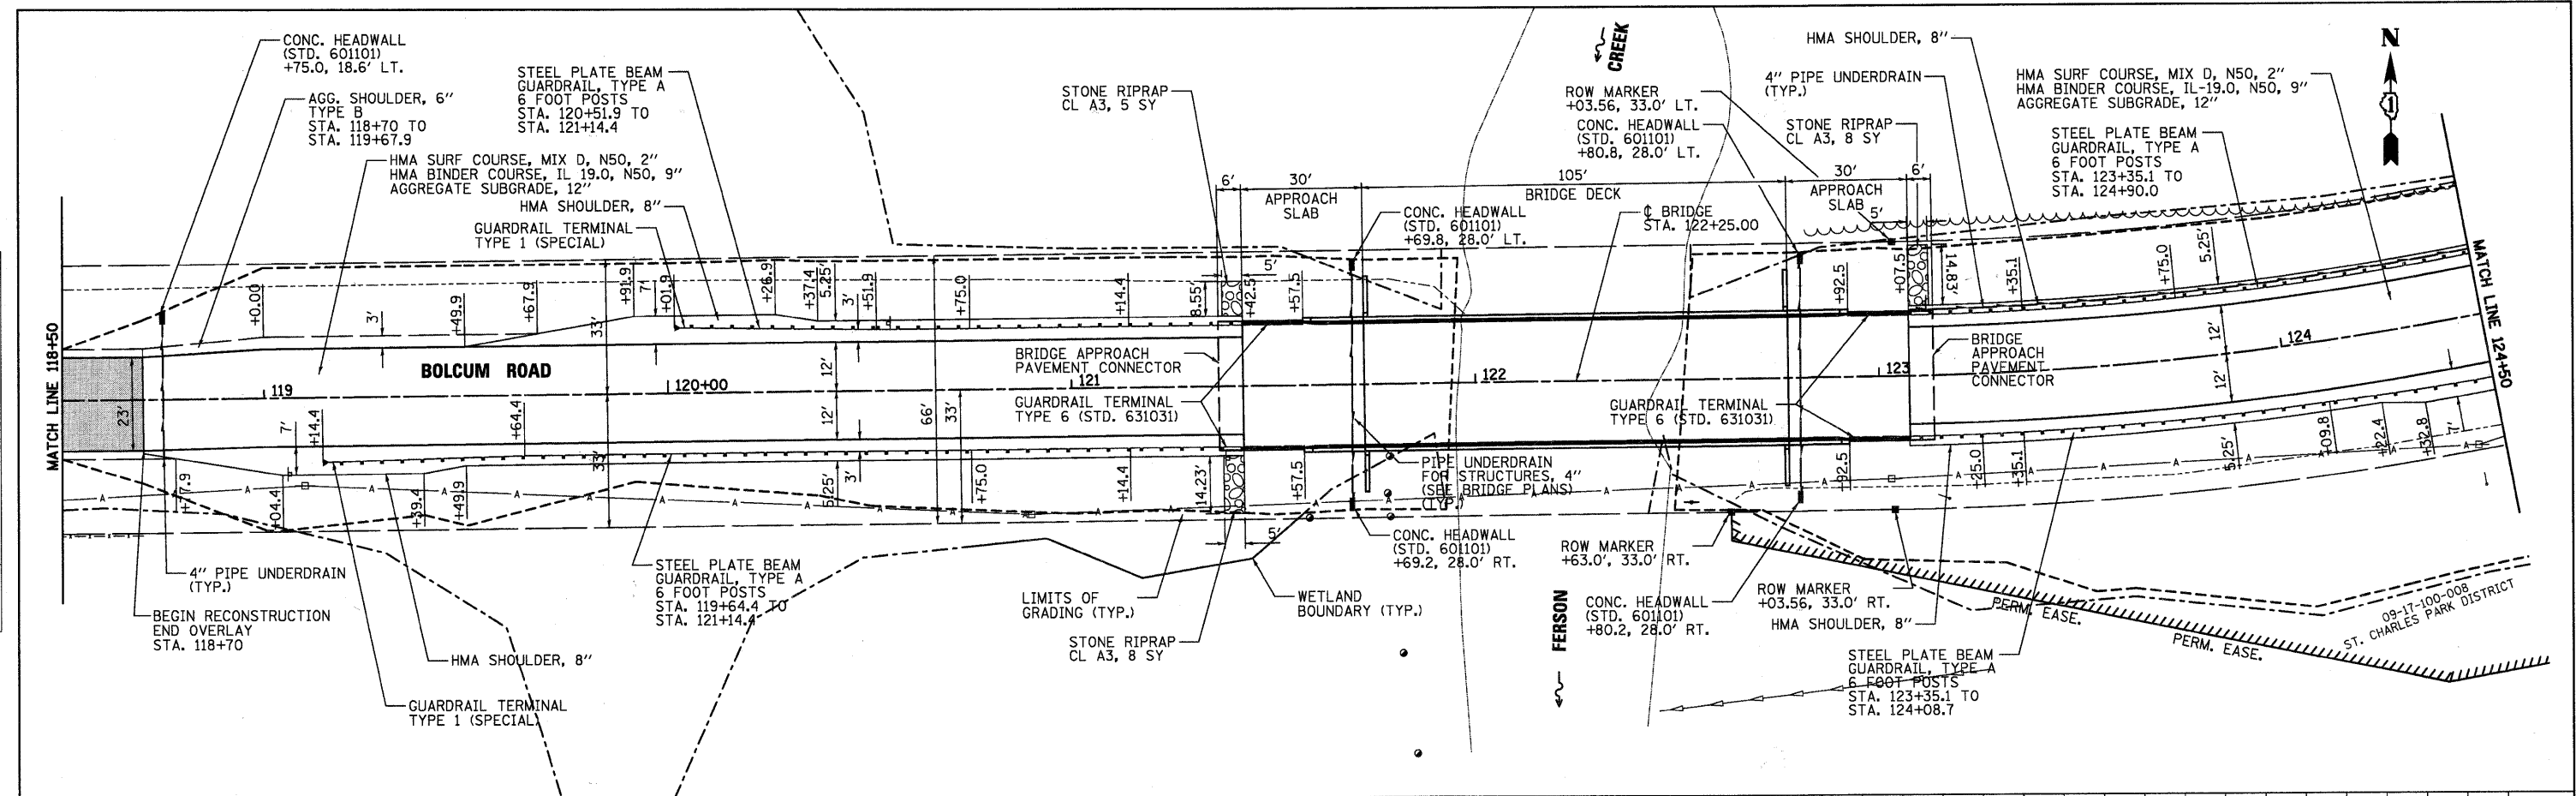 CONC. HEADWALL
(STD. 601101)
+75.0, 18.6' LT.
AGG. SHOULDER, 6"
TYPE B
STA. 118+70 TO
STA. 119+67.9
STEEL PLATE BEAM
GUARDRAIL, TYPE A
6 FOOT POSTS
STA. 120+51.9 TO
STA. 121+14.4
HMA SURF COURSE, MIX D, N50, 2"
HMA BINDER COURSE, IL 19.0, N50, 9"
AGGREGATE SUBGRADE, 12"
HMA SHOULDER, 8"
GUARDRAIL TERMINAL
TYPE 1 (SPECIAL)
STONE RIPRAP
CL A3, 5 SY
CREEK
ROW MARKER
+03.56, 33.0' LT.
CONC. HEADWALL
(STD. 601101)
+80.8, 28.0' LT.
HMA SHOULDER, 8"
4" PIPE UNDERDRAIN
(TYP.)
STONE RIPRAP
CL A3, 8 SY
HMA SURF COURSE, MIX D, N50, 2"
HMA BINDER COURSE, IL-19.0, N50, 9"
AGGREGATE SUBGRADE, 12"
STEEL PLATE BEAM
GUARDRAIL, TYPE A
6 FOOT POSTS
STA. 123+35.1 TO
STA. 124+90.0
N
1
6'
30'
APPROACH
SLAB
105'
BRIDGE DECK
30'
APPROACH
SLAB
6'
5'
CONC. HEADWALL
(STD. 601101)
+69.8, 28.0' LT.
℄ BRIDGE
STA. 122+25.00
MATCH LINE 118+50
MATCH LINE 124+50
+0.00
3'
+49.9
+67.9
+91.9
33'
7'
+01.9
+26.9
+37.4
5.25'
3'
+51.9
+75.0
+14.4
8.55'
5'
+42.5
+57.5
+92.5
+07.5
14.83'
+35.1
+75.0
5.25'
23'
BOLCUM ROAD
119
120+00
121
122
123
124
12'
12'
12'
12'
66'
33'
BRIDGE APPROACH
PAVEMENT CONNECTOR
GUARDRAIL TERMINAL
TYPE 6 (STD. 631031)
GUARDRAIL TERMINAL
TYPE 6 (STD. 631031)
BRIDGE
APPROACH
PAVEMENT
CONNECTOR
+77.9
7'
+14.4
+04.4
+39.4
+49.9
+64.4
33'
5.25'
3'
+75.0
+14.4
14.23'
5'
+57.5
+92.5
+25.0
+35.1
5.25'
+09.8
+22.4
+32.8
7'
A A A A A A
PIPE UNDERDRAIN
FOR STRUCTURES, 4"
(SEE BRIDGE PLANS)
(TYP.)
CONC. HEADWALL
(STD. 601101)
+69.2, 28.0' RT.
4" PIPE UNDERDRAIN
(TYP.)
BEGIN RECONSTRUCTION
END OVERLAY
STA. 118+70
HMA SHOULDER, 8"
GUARDRAIL TERMINAL
TYPE 1 (SPECIAL)
STEEL PLATE BEAM
GUARDRAIL, TYPE A
6 FOOT POSTS
STA. 119+64.4 TO
STA. 121+14.4
LIMITS OF
GRADING (TYP.)
STONE RIPRAP
CL A3, 8 SY
WETLAND
BOUNDARY (TYP.)
FERSON
ROW MARKER
+63.0', 33.0' RT.
CONC. HEADWALL
(STD. 601101)
+80.2, 28.0' RT.
ROW MARKER
+03.56, 33.0' RT.
HMA SHOULDER, 8"
STEEL PLATE BEAM
GUARDRAIL, TYPE A
6 FOOT POSTS
STA. 123+35.1 TO
STA. 124+08.7
PERM. EASE.
PERM. EASE.
09-17-100-008
ST. CHARLES PARK DISTRICT